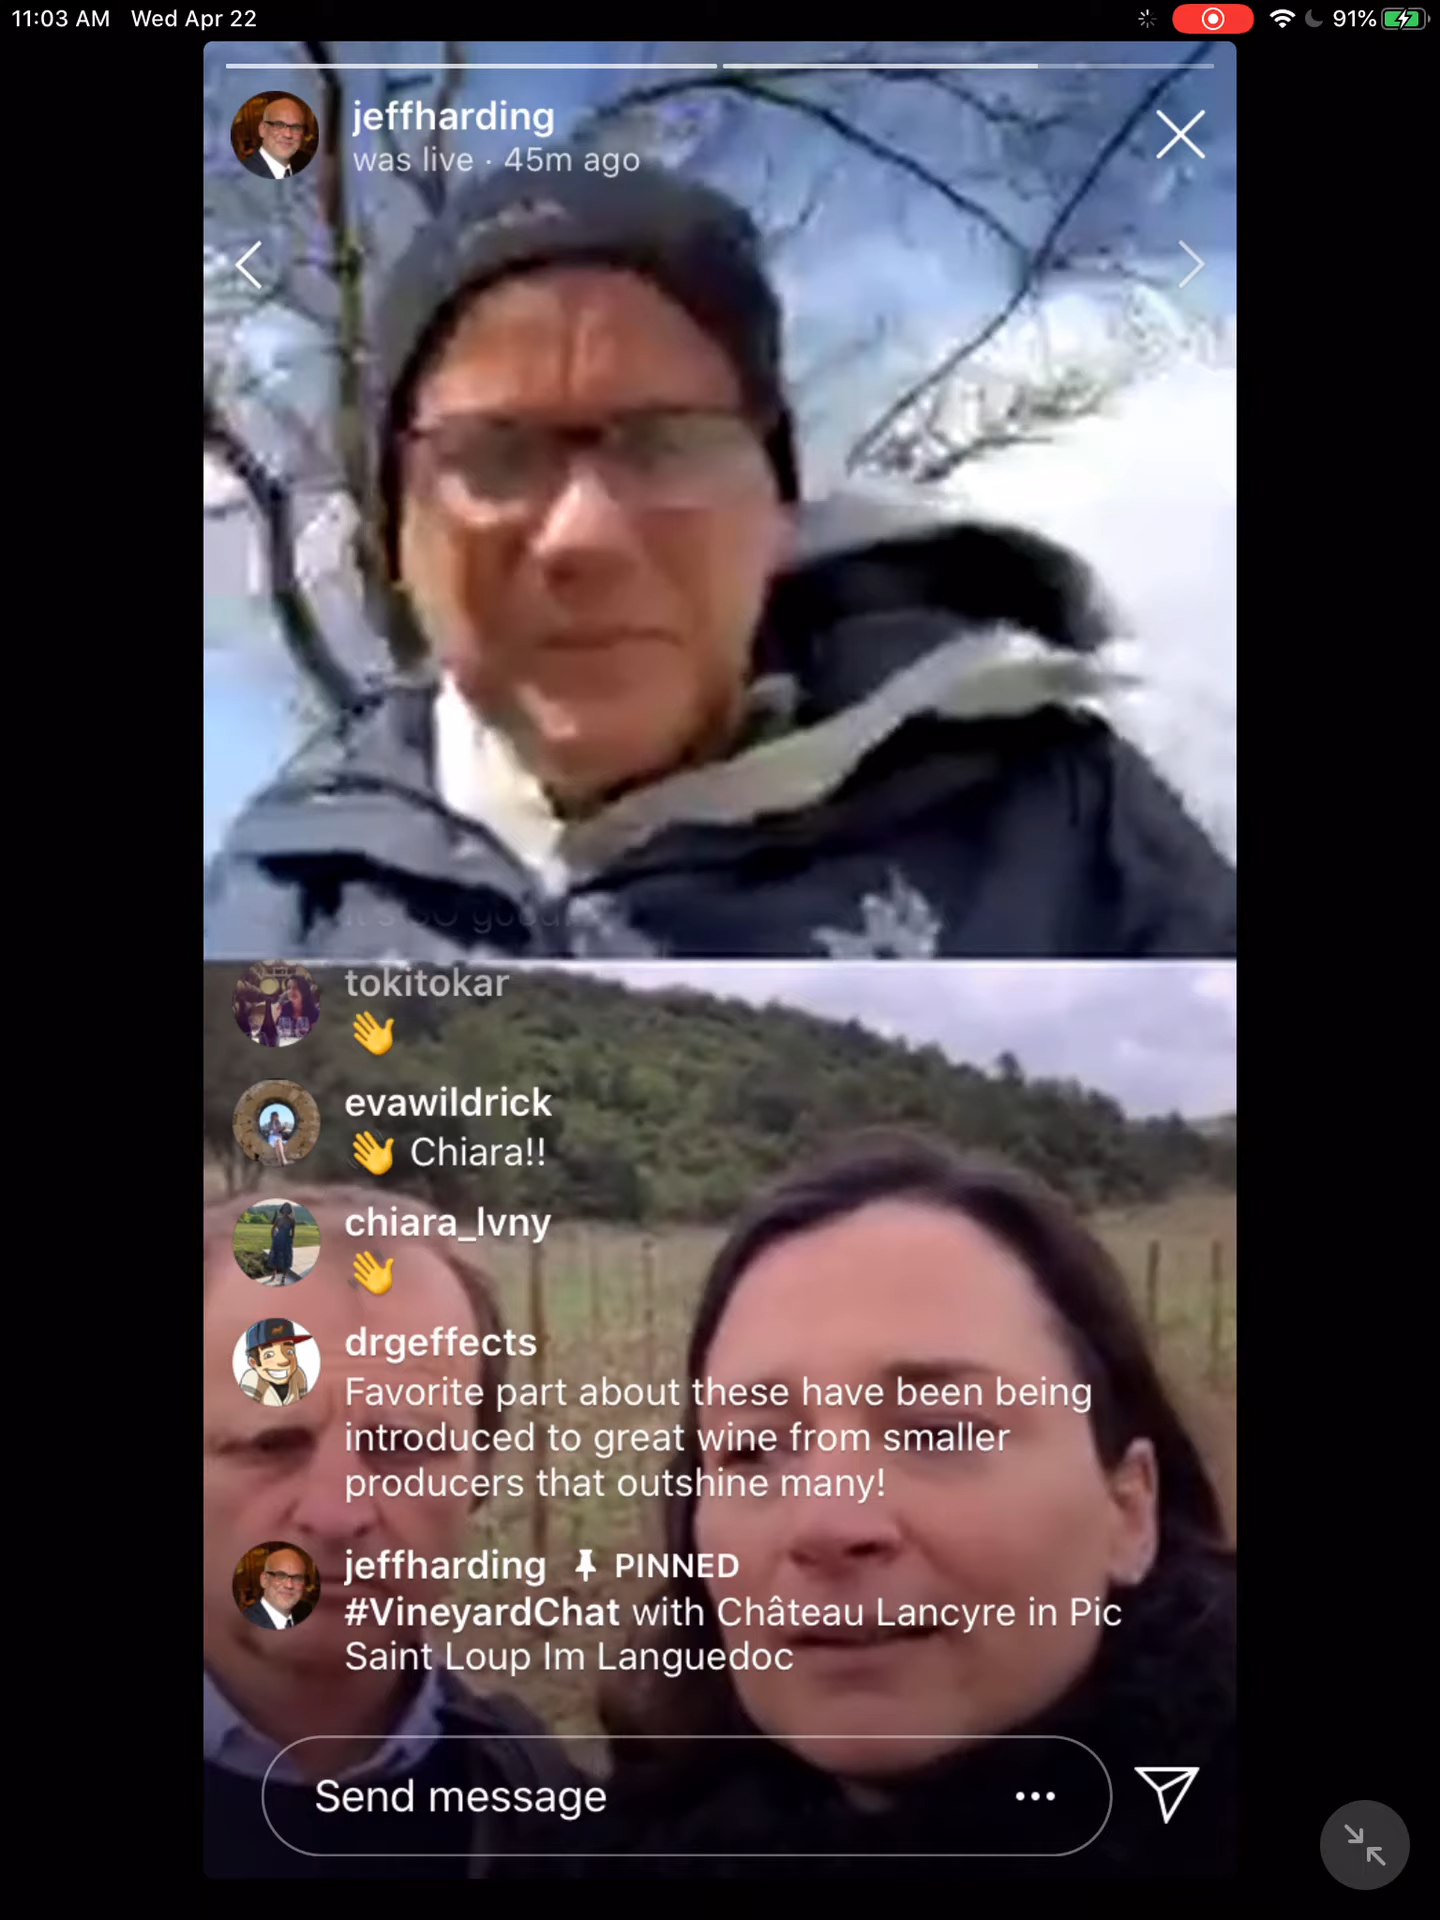 11:03 AM Wed Apr 22
91%
jeffharding
was live · 45m ago
tokitokar
👋
evawildrick
👋 Chiara!!
chiara_lvny
👋
drgeffects
Favorite part about these have been being
introduced to great wine from smaller
producers that outshine many!
jeffharding PINNED
#VineyardChat with Château Lancyre in Pic
Saint Loup Im Languedoc
Send message